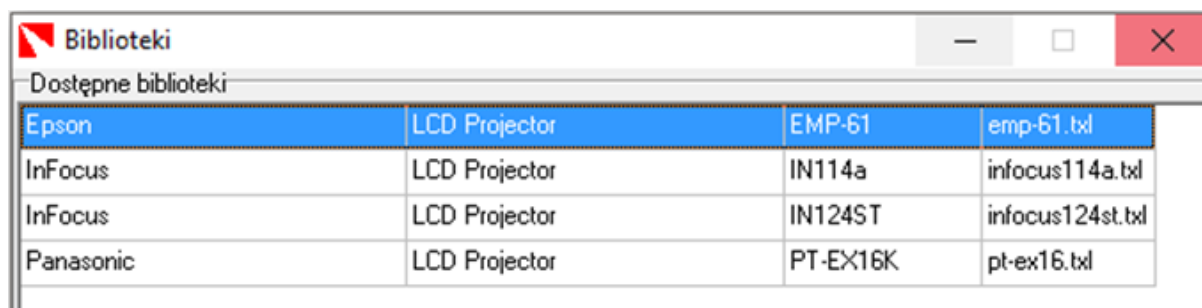 Biblioteki
Dostępne biblioteki
Epson LCD Projector EMP-61 emp-61.txl
InFocus LCD Projector IN114a infocus114a.txl
InFocus LCD Projector IN124ST infocus124st.txl
Panasonic LCD Projector PT-EX16K pt-ex16.txl